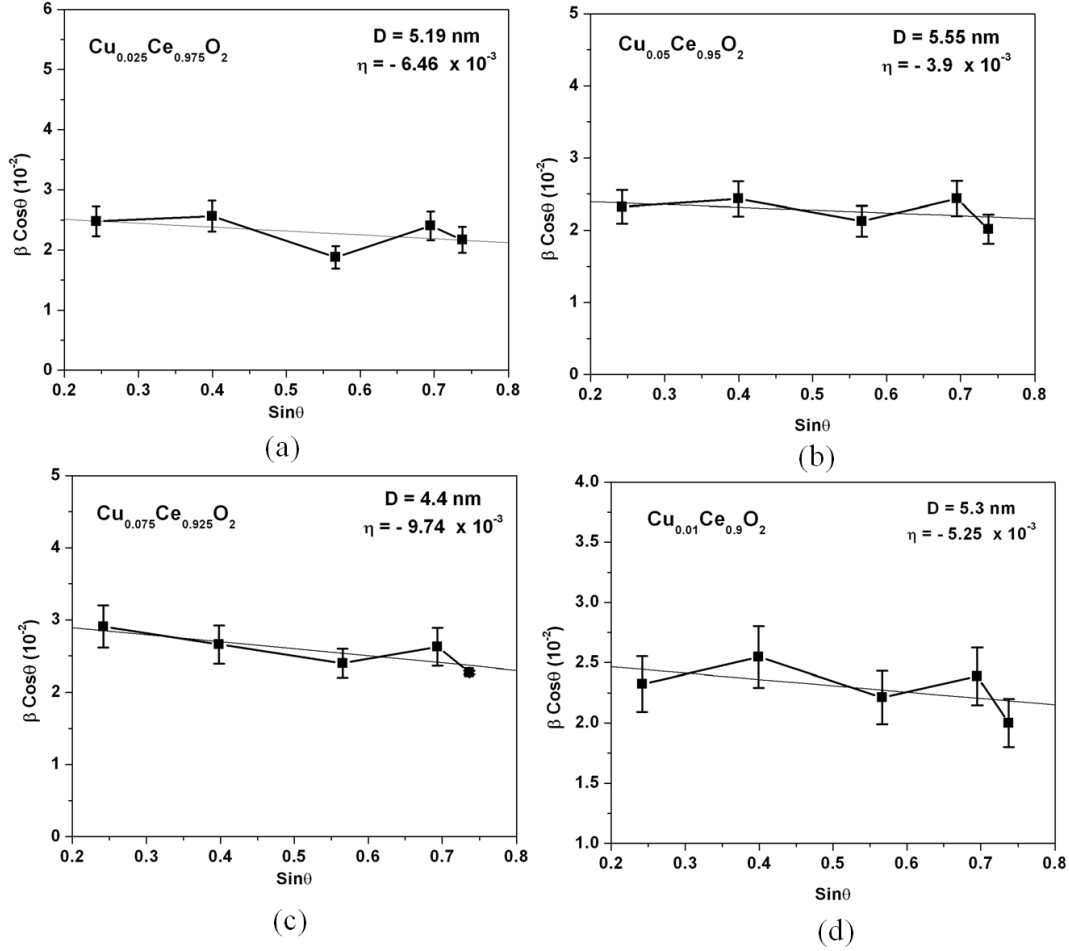 Cu0.025Ce0.975O2
D = 5.19 nm
η = - 6.46 x 10-3
β Cosθ (10-2)
6
5
4
3
2
1
0
0.2 0.3 0.4 0.5 0.6 0.7 0.8
Sinθ
(a)
Cu0.05Ce0.95O2
D = 5.55 nm
η = - 3.9 x 10-3
β Cosθ (10-2)
5
4
3
2
1
0
0.2 0.3 0.4 0.5 0.6 0.7 0.8
Sinθ
(b)
Cu0.075Ce0.925O2
D = 4.4 nm
η = - 9.74 x 10-3
β Cosθ (10-2)
5
4
3
2
1
0
0.2 0.3 0.4 0.5 0.6 0.7 0.8
Sinθ
(c)
Cu0.01Ce0.9O2
D = 5.3 nm
η = - 5.25 x 10-3
β Cosθ (10-2)
4.0
3.5
3.0
2.5
2.0
1.5
1.0
0.2 0.3 0.4 0.5 0.6 0.7 0.8
Sinθ
(d)